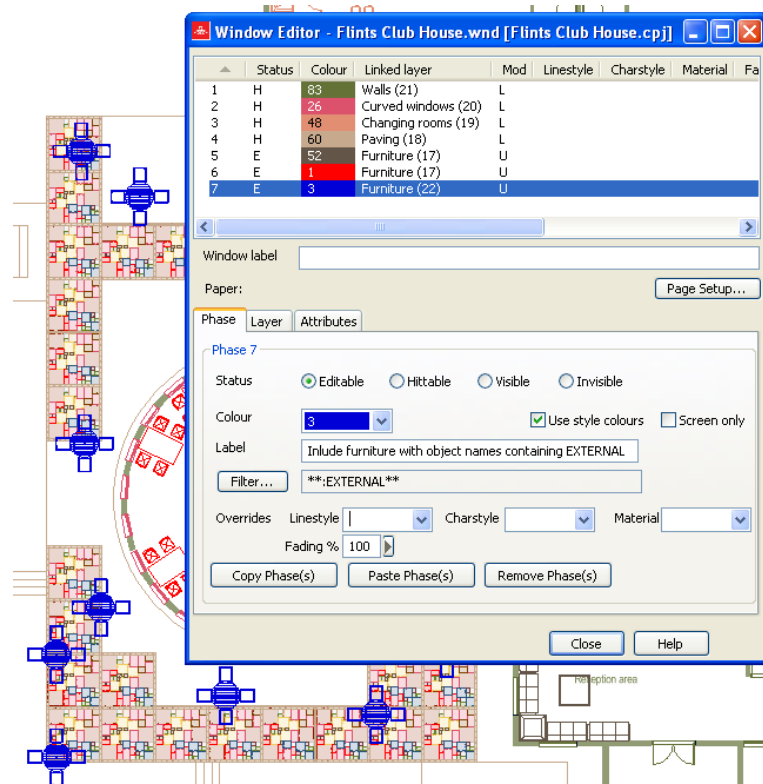 Window Editor - Flints Club House.wnd [Flints Club House.cpj]
Status Colour Linked layer Mod Linestyle Charstyle Material Fa
1 H 83 Walls (21) L
2 H 26 Curved windows (20) L
3 H 48 Changing rooms (19) L
4 H 60 Paving (18) L
5 E 52 Furniture (17) U
6 E 1 Furniture (17) U
7 E 3 Furniture (22) U
Window label
Paper:
Page Setup...
Phase Layer Attributes
Phase 7
Status Editable Hittable Visible Invisible
Colour 3 Use style colours Screen only
Label Inlude furniture with object names containing EXTERNAL
Filter... **:EXTERNAL**
Overrides Linestyle Charstyle Material
Fading % 100
Copy Phase(s) Paste Phase(s) Remove Phase(s)
Close Help
Reception area